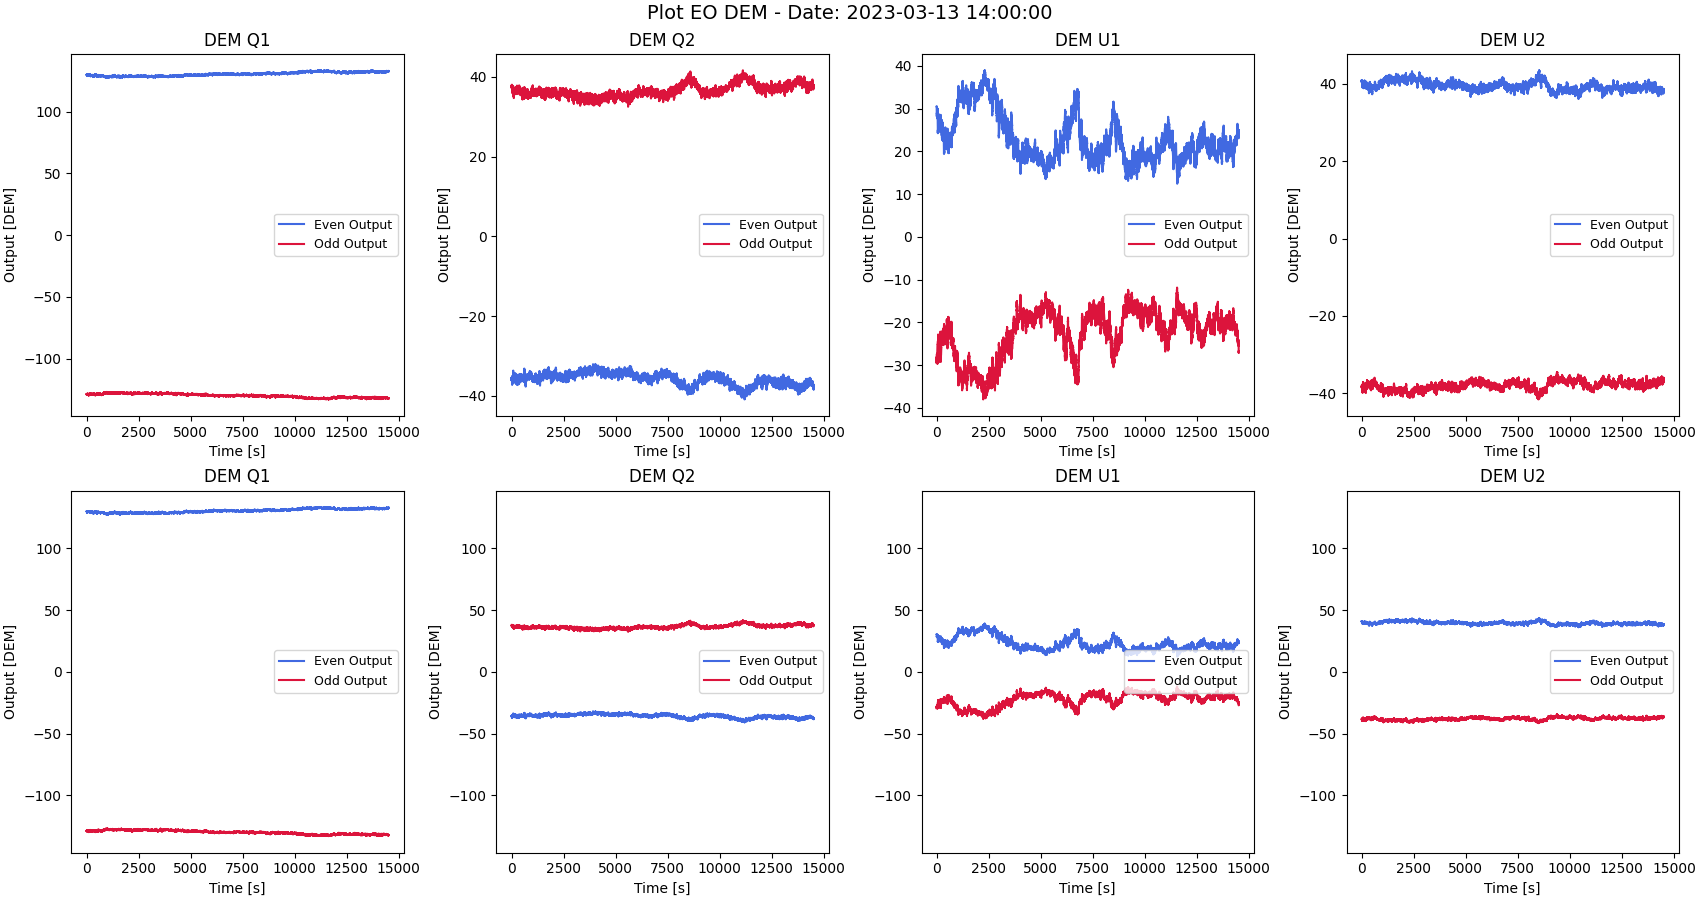 Plot EO DEM - Date: 2023-03-13 14:00:00
DEM Q1
Output [DEM]
100
50
0
−50
−100
Even Output
Odd Output
0 2500 5000 7500 10000 12500 15000
Time [s]
DEM Q2
Output [DEM]
40
20
0
−20
−40
Even Output
Odd Output
0 2500 5000 7500 10000 12500 15000
Time [s]
DEM U1
Output [DEM]
40
30
20
10
0
−10
−20
−30
−40
Even Output
Odd Output
0 2500 5000 7500 10000 12500 15000
Time [s]
DEM U2
Output [DEM]
40
20
0
−20
−40
Even Output
Odd Output
0 2500 5000 7500 10000 12500 15000
Time [s]
DEM Q1
Output [DEM]
100
50
0
−50
−100
Even Output
Odd Output
0 2500 5000 7500 10000 12500 15000
Time [s]
DEM Q2
Output [DEM]
100
50
0
−50
−100
Even Output
Odd Output
0 2500 5000 7500 10000 12500 15000
Time [s]
DEM U1
Output [DEM]
100
50
0
−50
−100
Even Output
Odd Output
0 2500 5000 7500 10000 12500 15000
Time [s]
DEM U2
Output [DEM]
100
50
0
−50
−100
Even Output
Odd Output
0 2500 5000 7500 10000 12500 15000
Time [s]